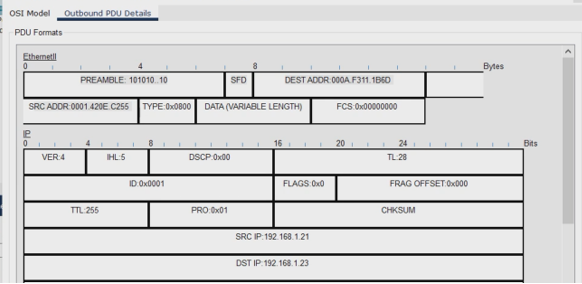 OSI Model Outbound PDU Details
PDU Formats
EthernetII
0 4 8 Bytes
PREAMBLE: 101010..10 SFD DEST ADDR:000A.F311.1B6D
SRC ADDR:0001.420E.C255 TYPE:0x0800 DATA (VARIABLE LENGTH) FCS:0x00000000
IP
0 4 8 16 20 24 Bits
VER:4 IHL:5 DSCP:0x00 TL:28
ID:0x0001 FLAGS:0x0 FRAG OFFSET:0x000
TTL:255 PRO:0x01 CHKSUM
SRC IP:192.168.1.21
DST IP:192.168.1.23